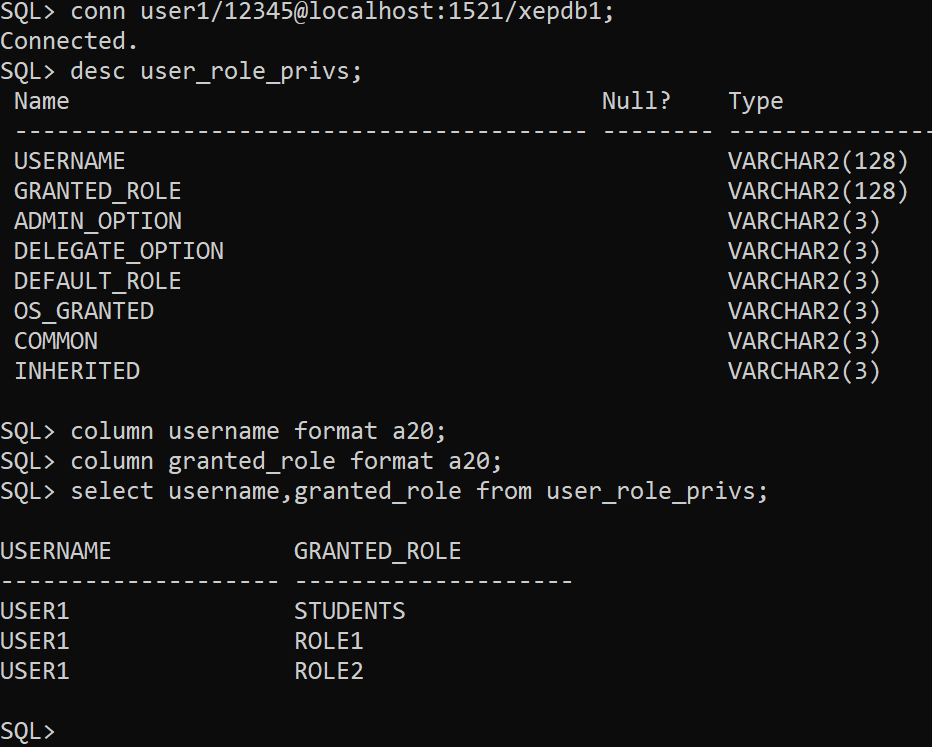 SQL> conn user1/12345@localhost:1521/xepdb1;
Connected.
SQL> desc user_role_privs;
 Name                                      Null?    Type
 ----------------------------------------- -------- ---------------
 USERNAME                                           VARCHAR2(128)
 GRANTED_ROLE                                       VARCHAR2(128)
 ADMIN_OPTION                                       VARCHAR2(3)
 DELEGATE_OPTION                                    VARCHAR2(3)
 DEFAULT_ROLE                                       VARCHAR2(3)
 OS_GRANTED                                         VARCHAR2(3)
 COMMON                                             VARCHAR2(3)
 INHERITED                                          VARCHAR2(3)
SQL> column username format a20;
SQL> column granted_role format a20;
SQL> select username,granted_role from user_role_privs;
USERNAME             GRANTED_ROLE
-------------------- --------------------
USER1                STUDENTS
USER1                ROLE1
USER1                ROLE2
SQL>